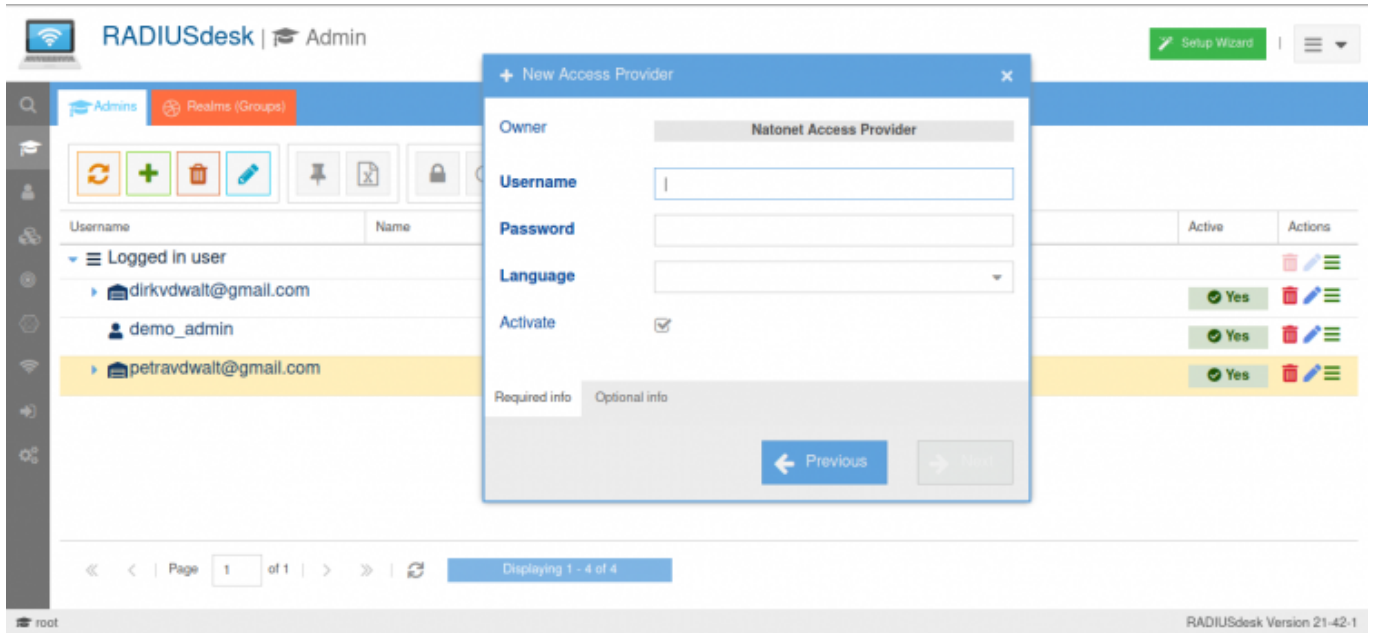 RADIUSdesk | Admin
Setup Wizard
Admins
Realms (Groups)
Username Name Active Actions
Logged in user
dirkvdwalt@gmail.com Yes
demo_admin Yes
petravdwalt@gmail.com Yes
New Access Provider
Owner Natonet Access Provider
Username
Password
Language
Activate
Required info Optional info
Previous Next
Page 1 of 1 Displaying 1 - 4 of 4
root RADIUSdesk Version 21-42-1